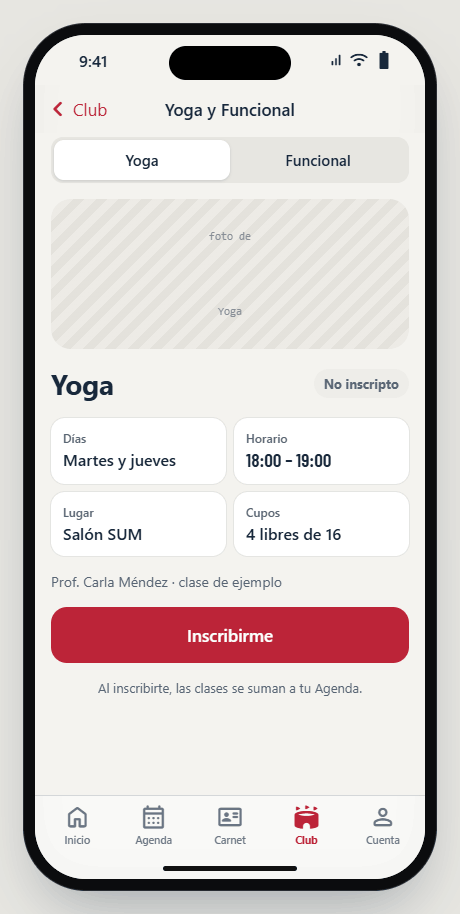 9:41
Club
Yoga y Funcional
Yoga
Funcional
foto de
Yoga
Yoga
No inscripto
Días
Martes y jueves
Horario
18:00 – 19:00
Lugar
Salón SUM
Cupos
4 libres de 16
Prof. Carla Méndez · clase de ejemplo
Inscribirme
Al inscribirte, las clases se suman a tu Agenda.
Inicio
Agenda
Carnet
Club
Cuenta